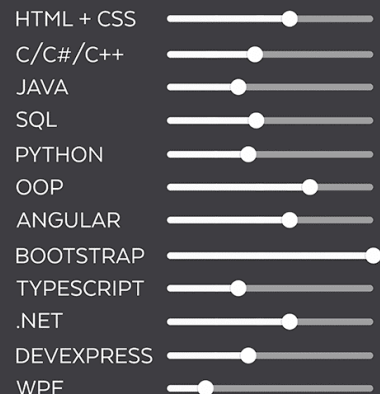 HTML + CSS
C/C#/C++
JAVA
SQL
PYTHON
OOP
ANGULAR
BOOTSTRAP
TYPESCRIPT
.NET
DEVEXPRESS
WPF